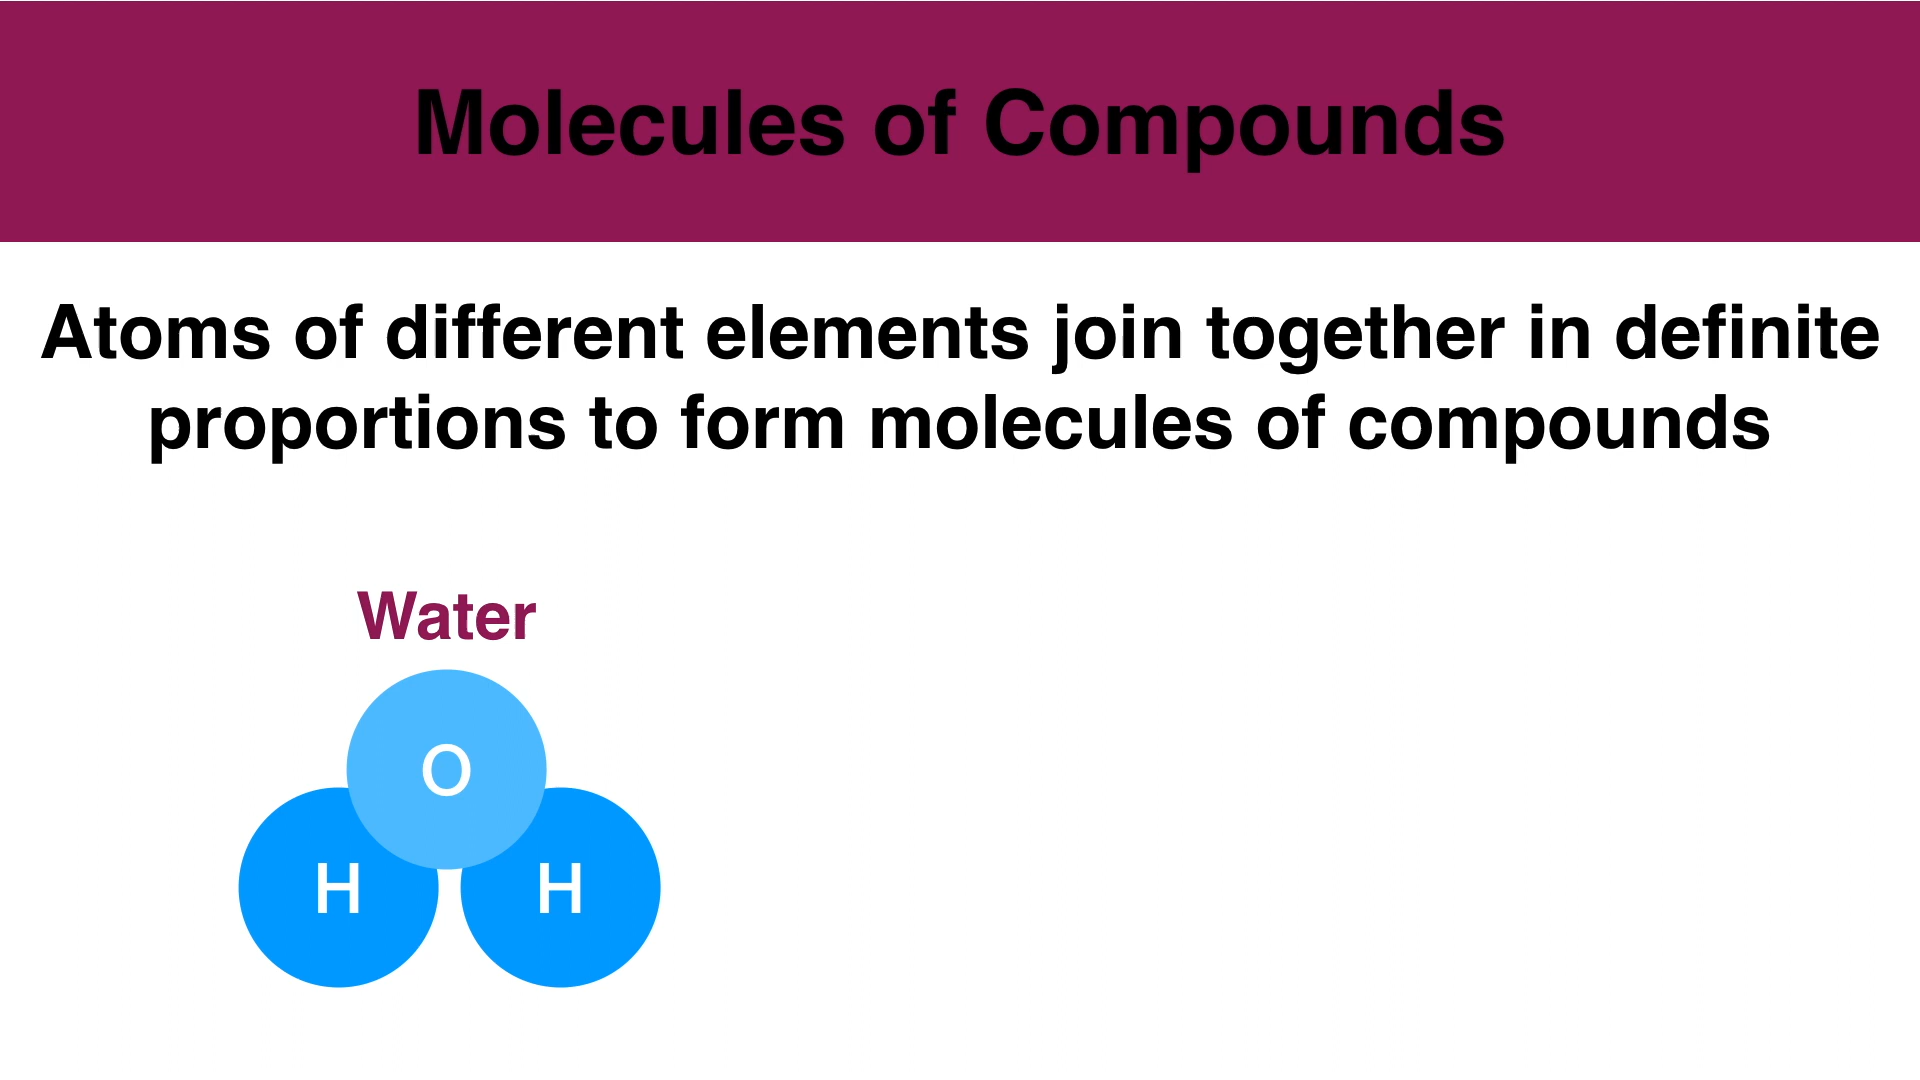 Molecules of Compounds
Atoms of different elements join together in definite
proportions to form molecules of compounds
Water
O
H H